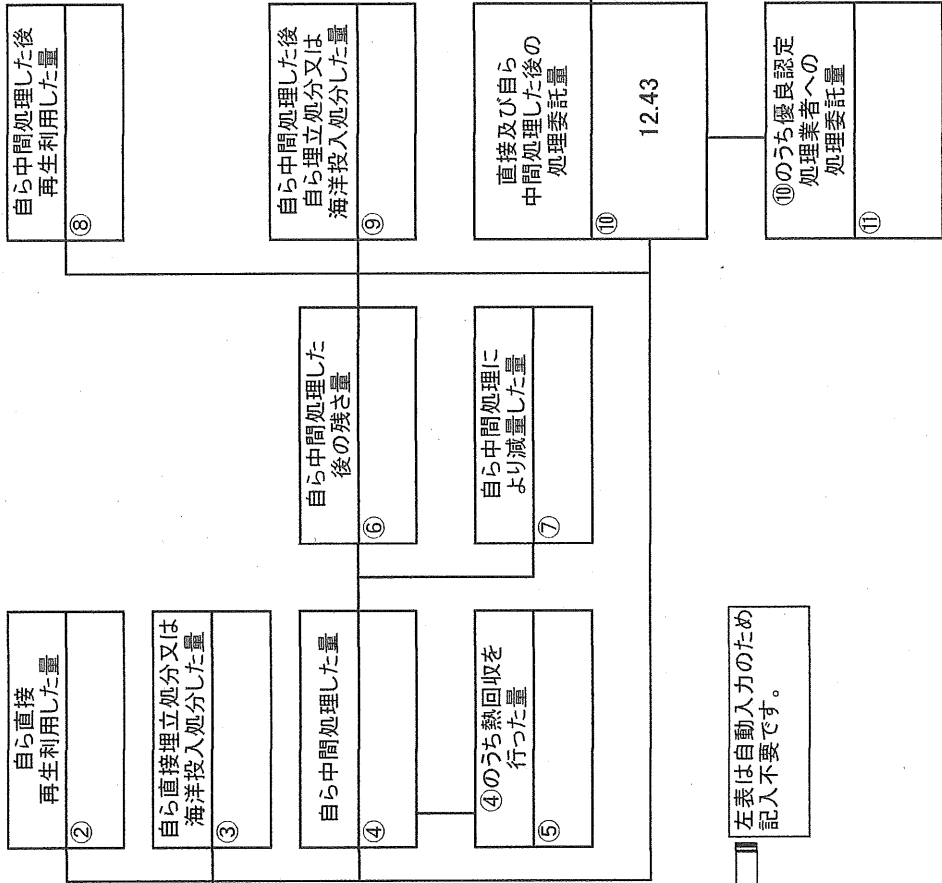 自ら直接
再生利用した量
②
自ら直接埋立処分又は
海洋投入処分した量
③
自ら中間処理した量
④
④のうち熱回収を
行った量
⑤
自ら中間処理した
後の残さ量
⑥
自ら中間処理に
より減量した量
⑦
自ら中間処理した後
再生利用した量
⑧
自ら中間処理した後
自ら埋立処分又は
海洋投入処分した量
⑨
直接及び自ら
中間処理した後の
処理委託量
⑩
12.43
⑩のうち優良認定
処理業者への
処理委託量
⑪
左表は自動入力のため
記入不要です。